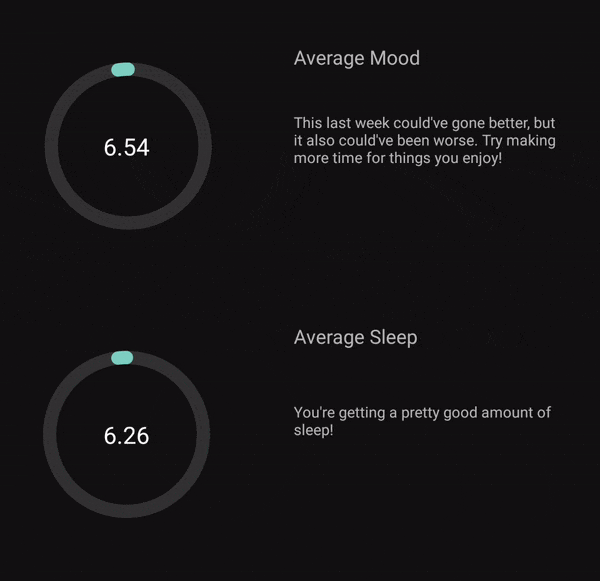 Average Mood
6.54
This last week could've gone better, but
it also could've been worse. Try making
more time for things you enjoy!
Average Sleep
6.26
You're getting a pretty good amount of
sleep!